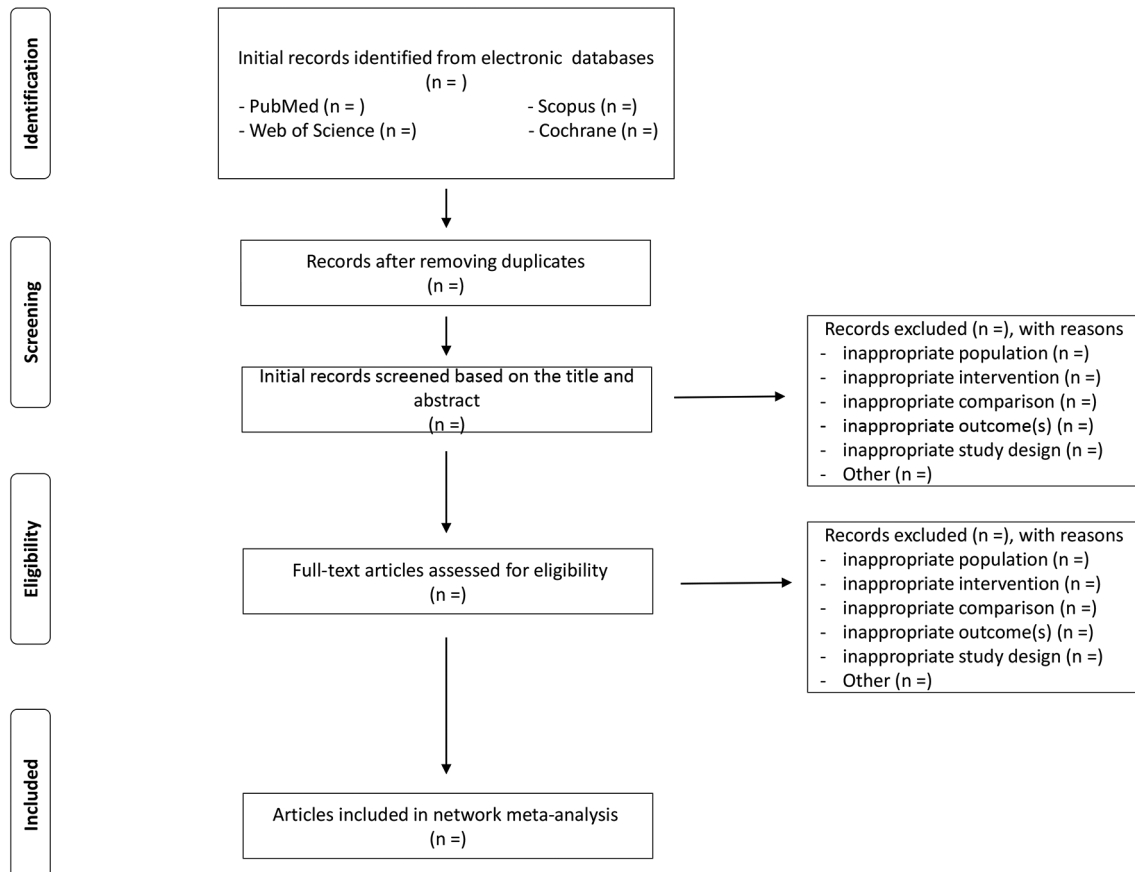 Identification
Initial records identified from electronic databases
(n = )
- PubMed (n = )
- Scopus (n =)
- Web of Science (n =)
- Cochrane (n =)
Screening
Records after removing duplicates
(n =)
Initial records screened based on the title and
abstract
(n =)
Records excluded (n =), with reasons
- inappropriate population (n =)
- inappropriate intervention (n =)
- inappropriate comparison (n =)
- inappropriate outcome(s) (n =)
- inappropriate study design (n =)
- Other (n =)
Eligibility
Full-text articles assessed for eligibility
(n =)
Records excluded (n =), with reasons
- inappropriate population (n =)
- inappropriate intervention (n =)
- inappropriate comparison (n =)
- inappropriate outcome(s) (n =)
- inappropriate study design (n =)
- Other (n =)
Included
Articles included in network meta-analysis
(n =)